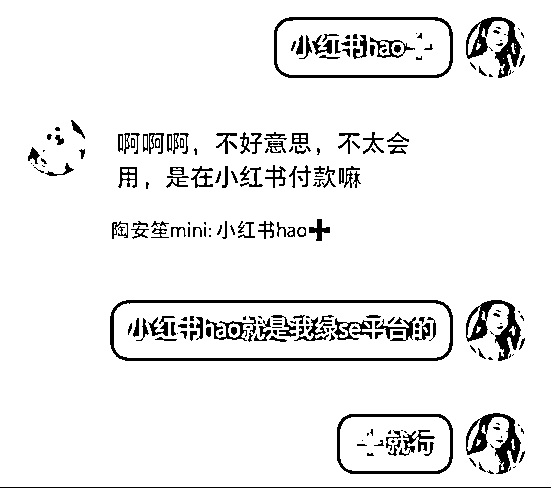 小红书hao➕
啊啊啊，不好意思，不太会
用，是在小红书付款嘛
陶安笙mini: 小红书hao➕
小红书hao就是我绿se平台的
➕就行